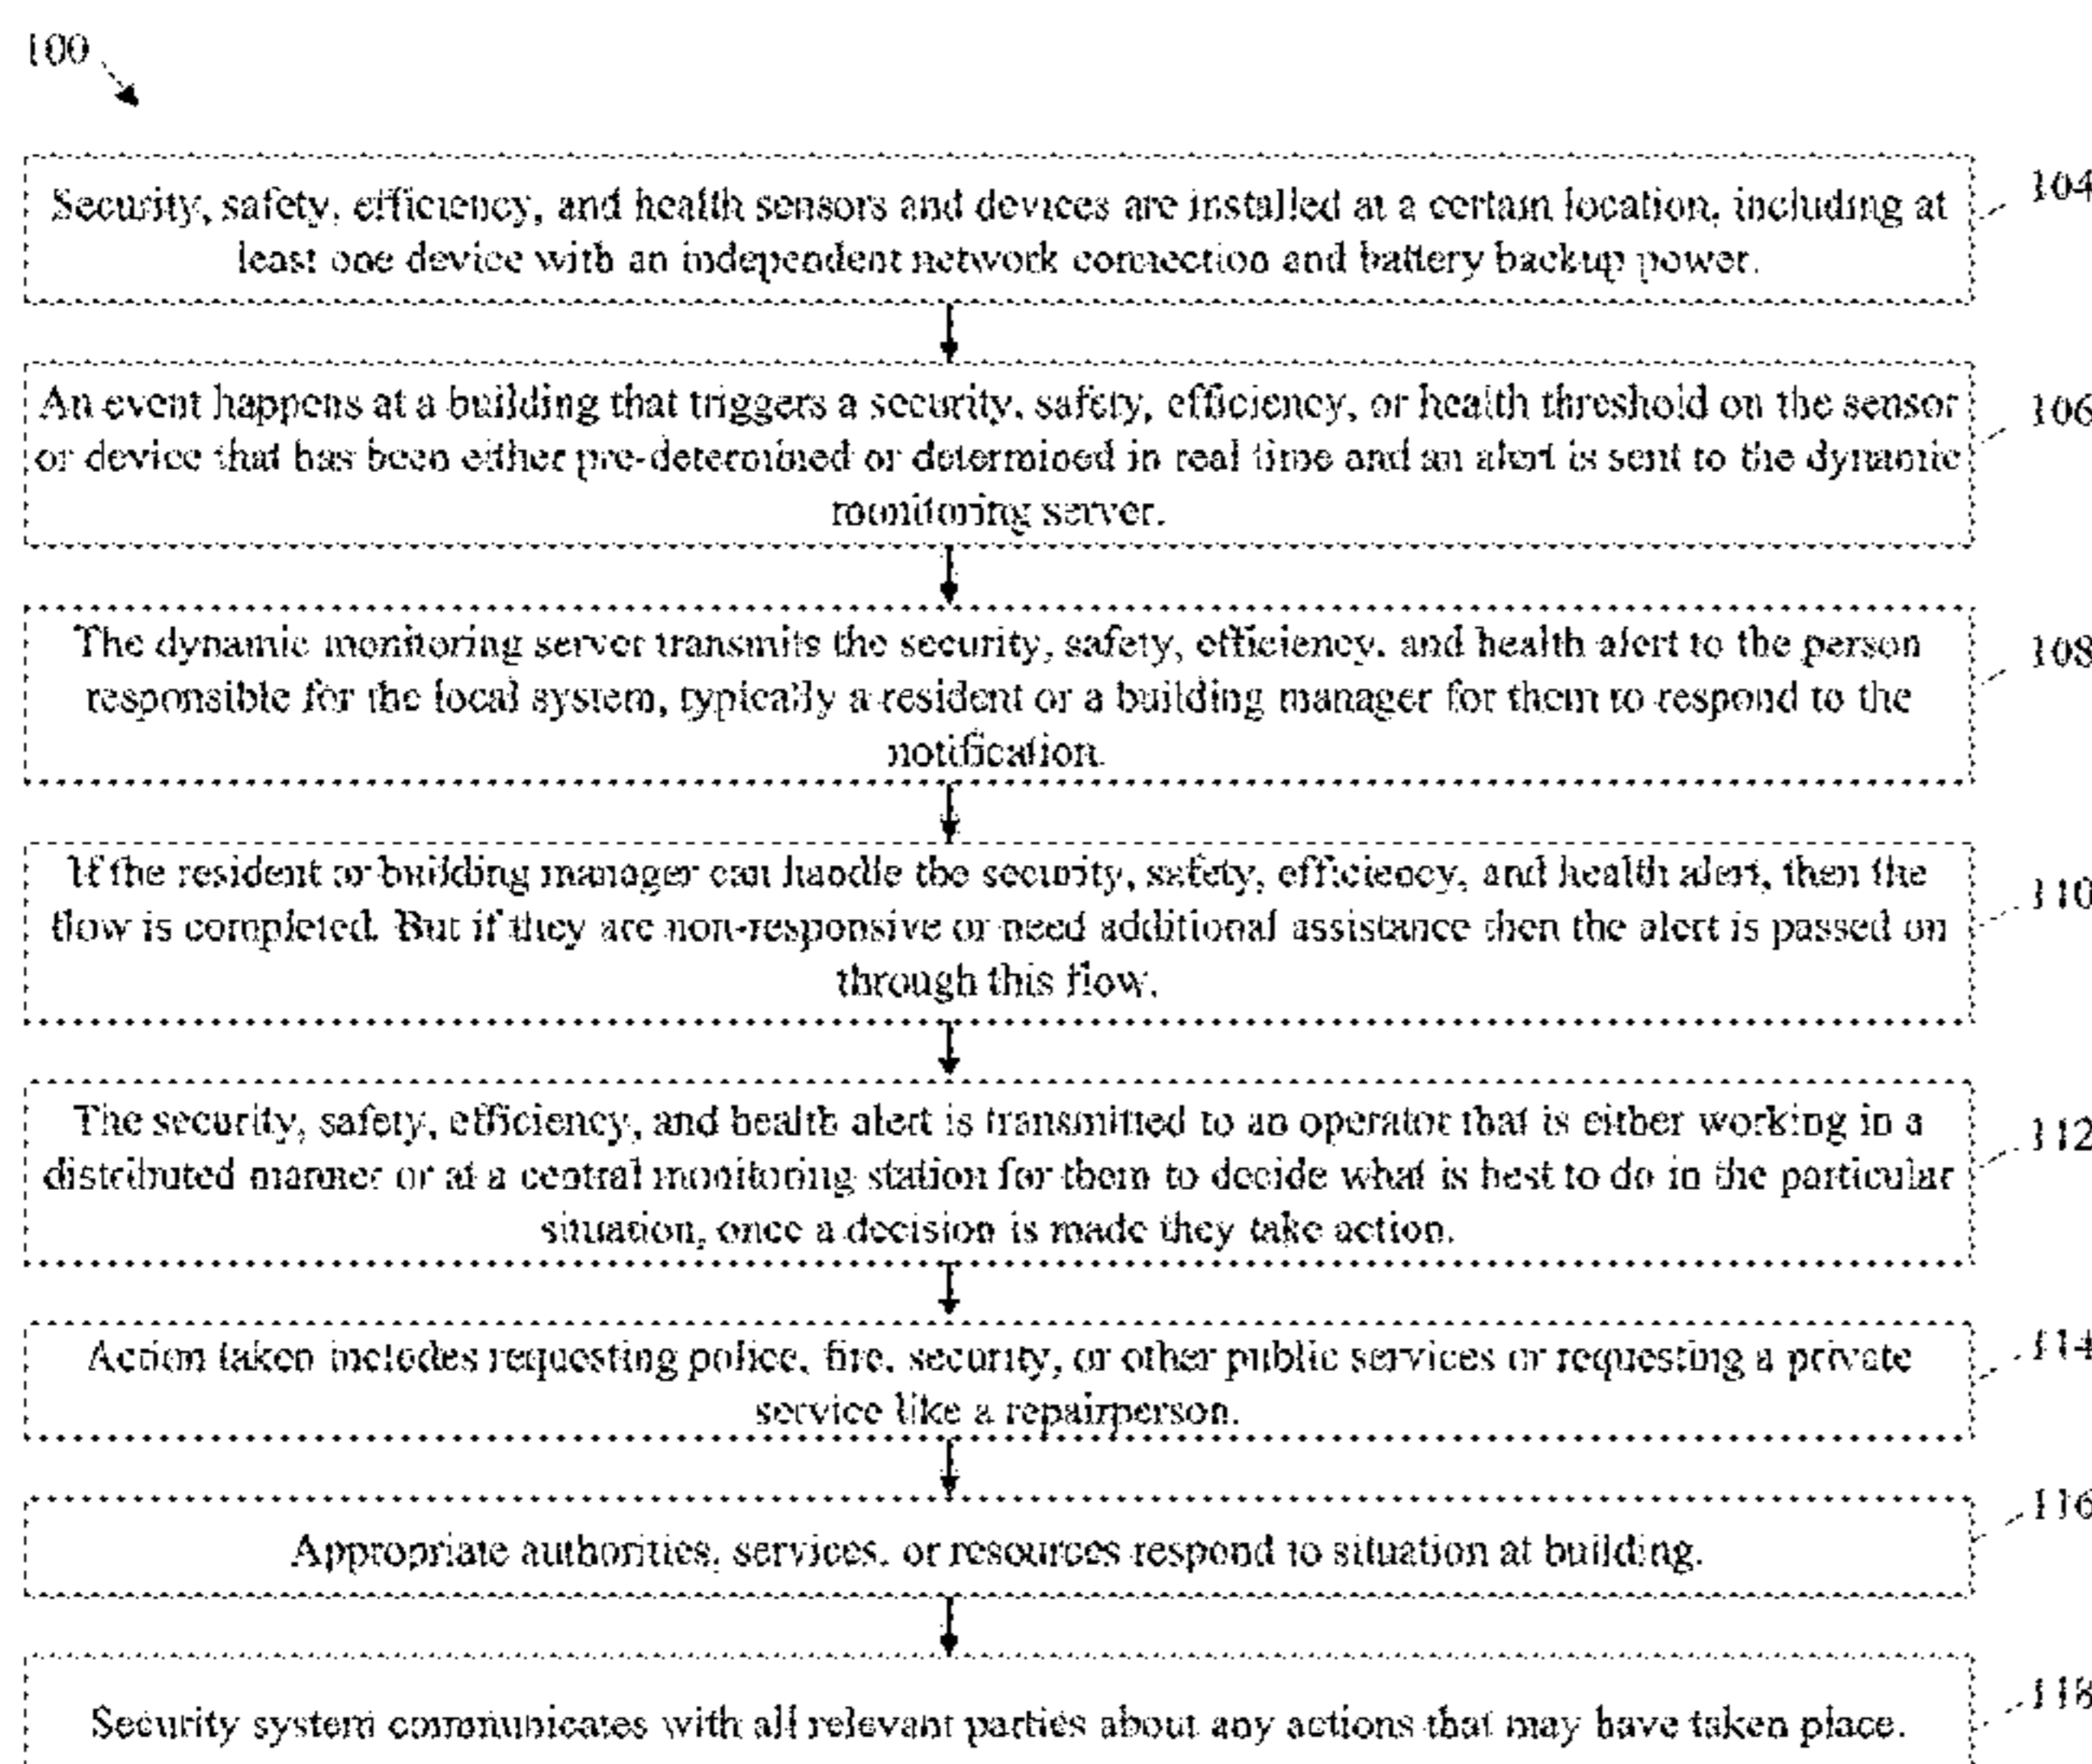 100
Security, safety, efficiency, and health sensors and devices are installed at a certain location, including at
104
least one device with an independent network connection and battery backup power.
An event happens at a building that triggers a security, safety, efficiency, or health threshold on the sensor
106
or device that has been either pre-determined or determined in real time and an alert is sent to the dynamic
monitoring server.
The dynamic monitoring server transmits the security, safety, efficiency, and health alert to the person
108
responsible for the local system, typically a resident or a building manager for them to respond to the
notification.
If the resident or building manager can handle the security, safety, efficiency, and health alert, then the
110
flow is completed. But if they are non-responsive or need additional assistance then the alert is passed on
through this flow.
The security, safety, efficiency, and health alert is transmitted to an operator that is either working in a
112
distributed manner or at a central monitoring station for them to decide what is best to do in the particular
situation, once a decision is made they take action.
Action taken includes requesting police, fire, security, or other public services or requesting a private
114
service like a repairperson.
116
Appropriate authorities, services, or resources respond to situation at building.
118
Security system communicates with all relevant parties about any actions that may have taken place.